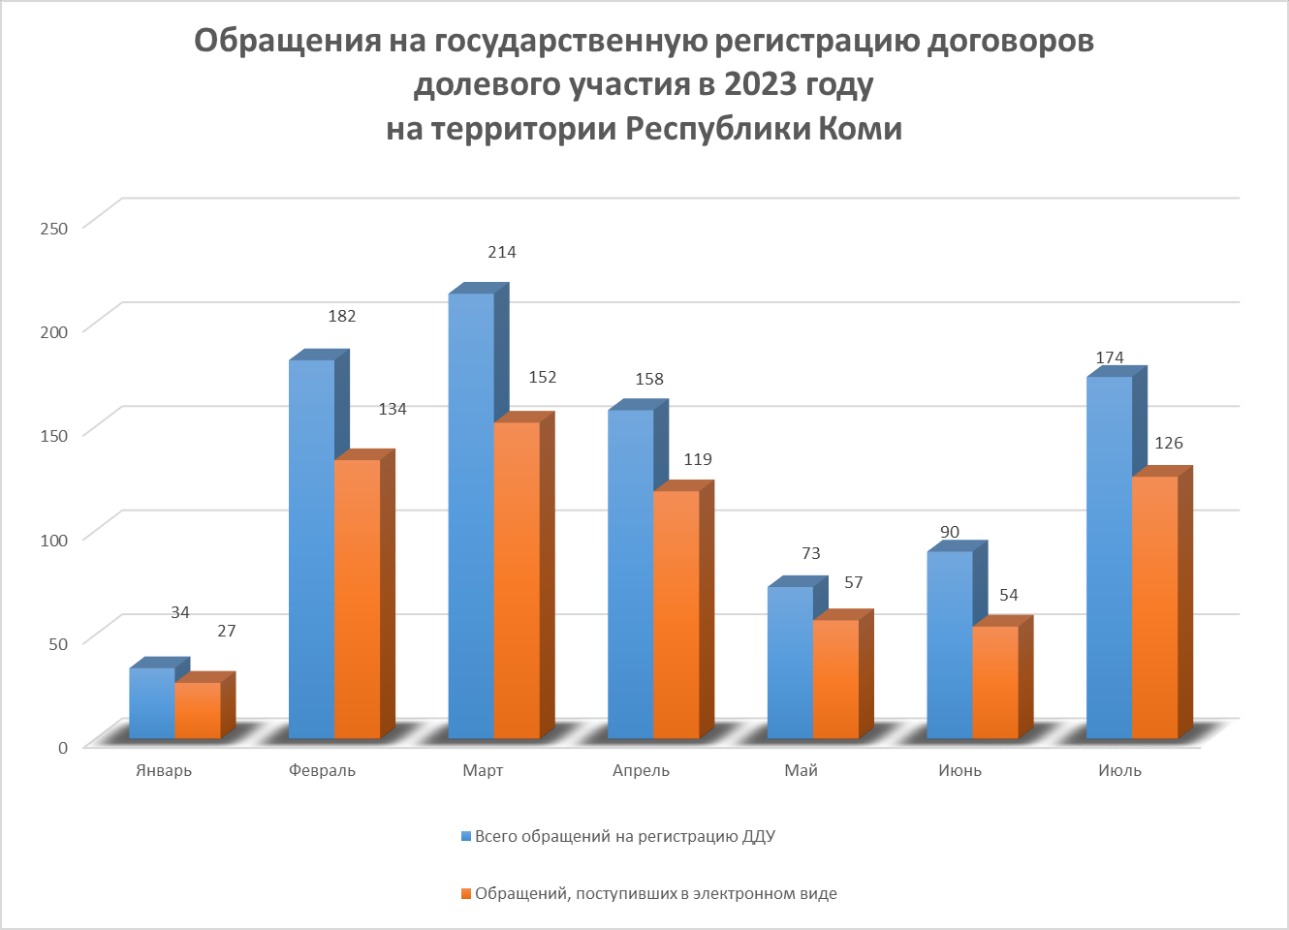 Обращения на государственную регистрацию договоров
долевого участия в 2023 году
на территории Республики Коми
250
200
150
100
50
0
34
27
182
134
214
152
158
119
73
57
90
54
174
126
Январь
Февраль
Март
Апрель
Май
Июнь
Июль
Всего обращений на регистрацию ДДУ
Обращений, поступивших в электронном виде